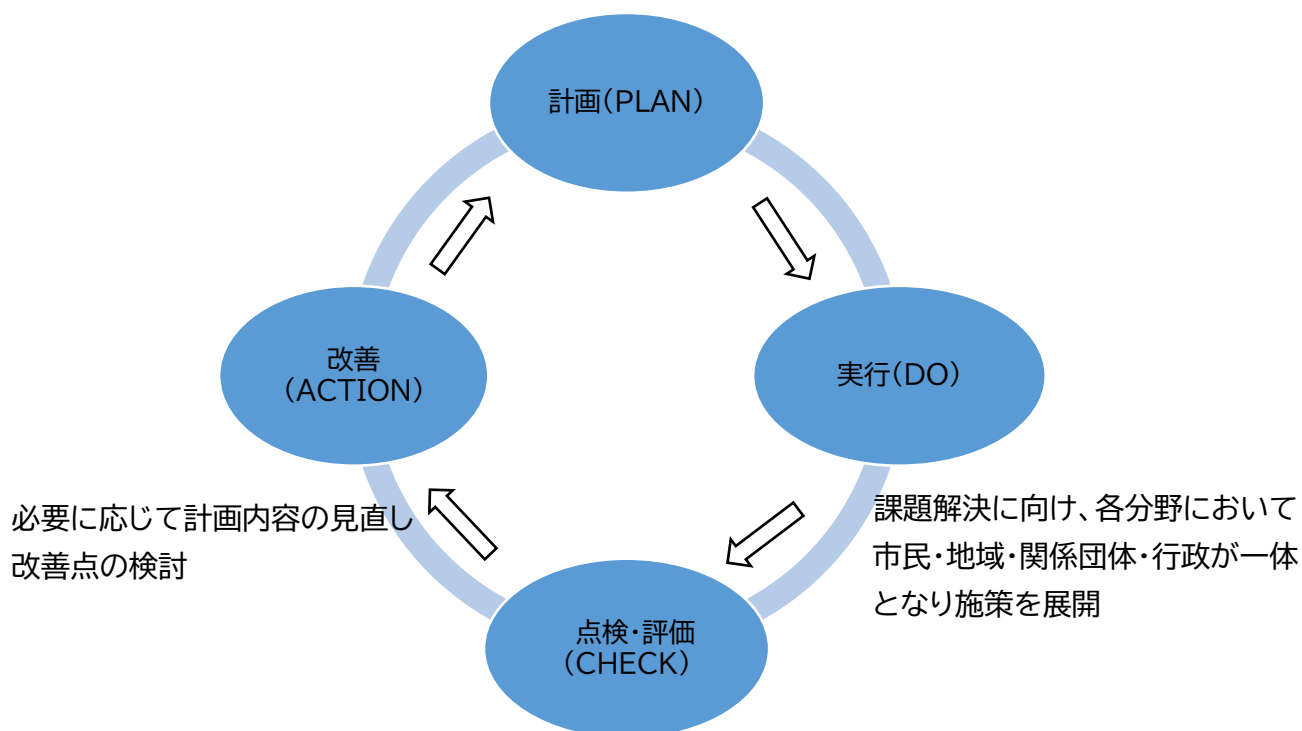 計画(PLAN)
改善
(ACTION)
実行(DO)
必要に応じて計画内容の見直し
改善点の検討
課題解決に向け、各分野において
市民・地域・関係団体・行政が一体
となり施策を展開
点検・評価
(CHECK)